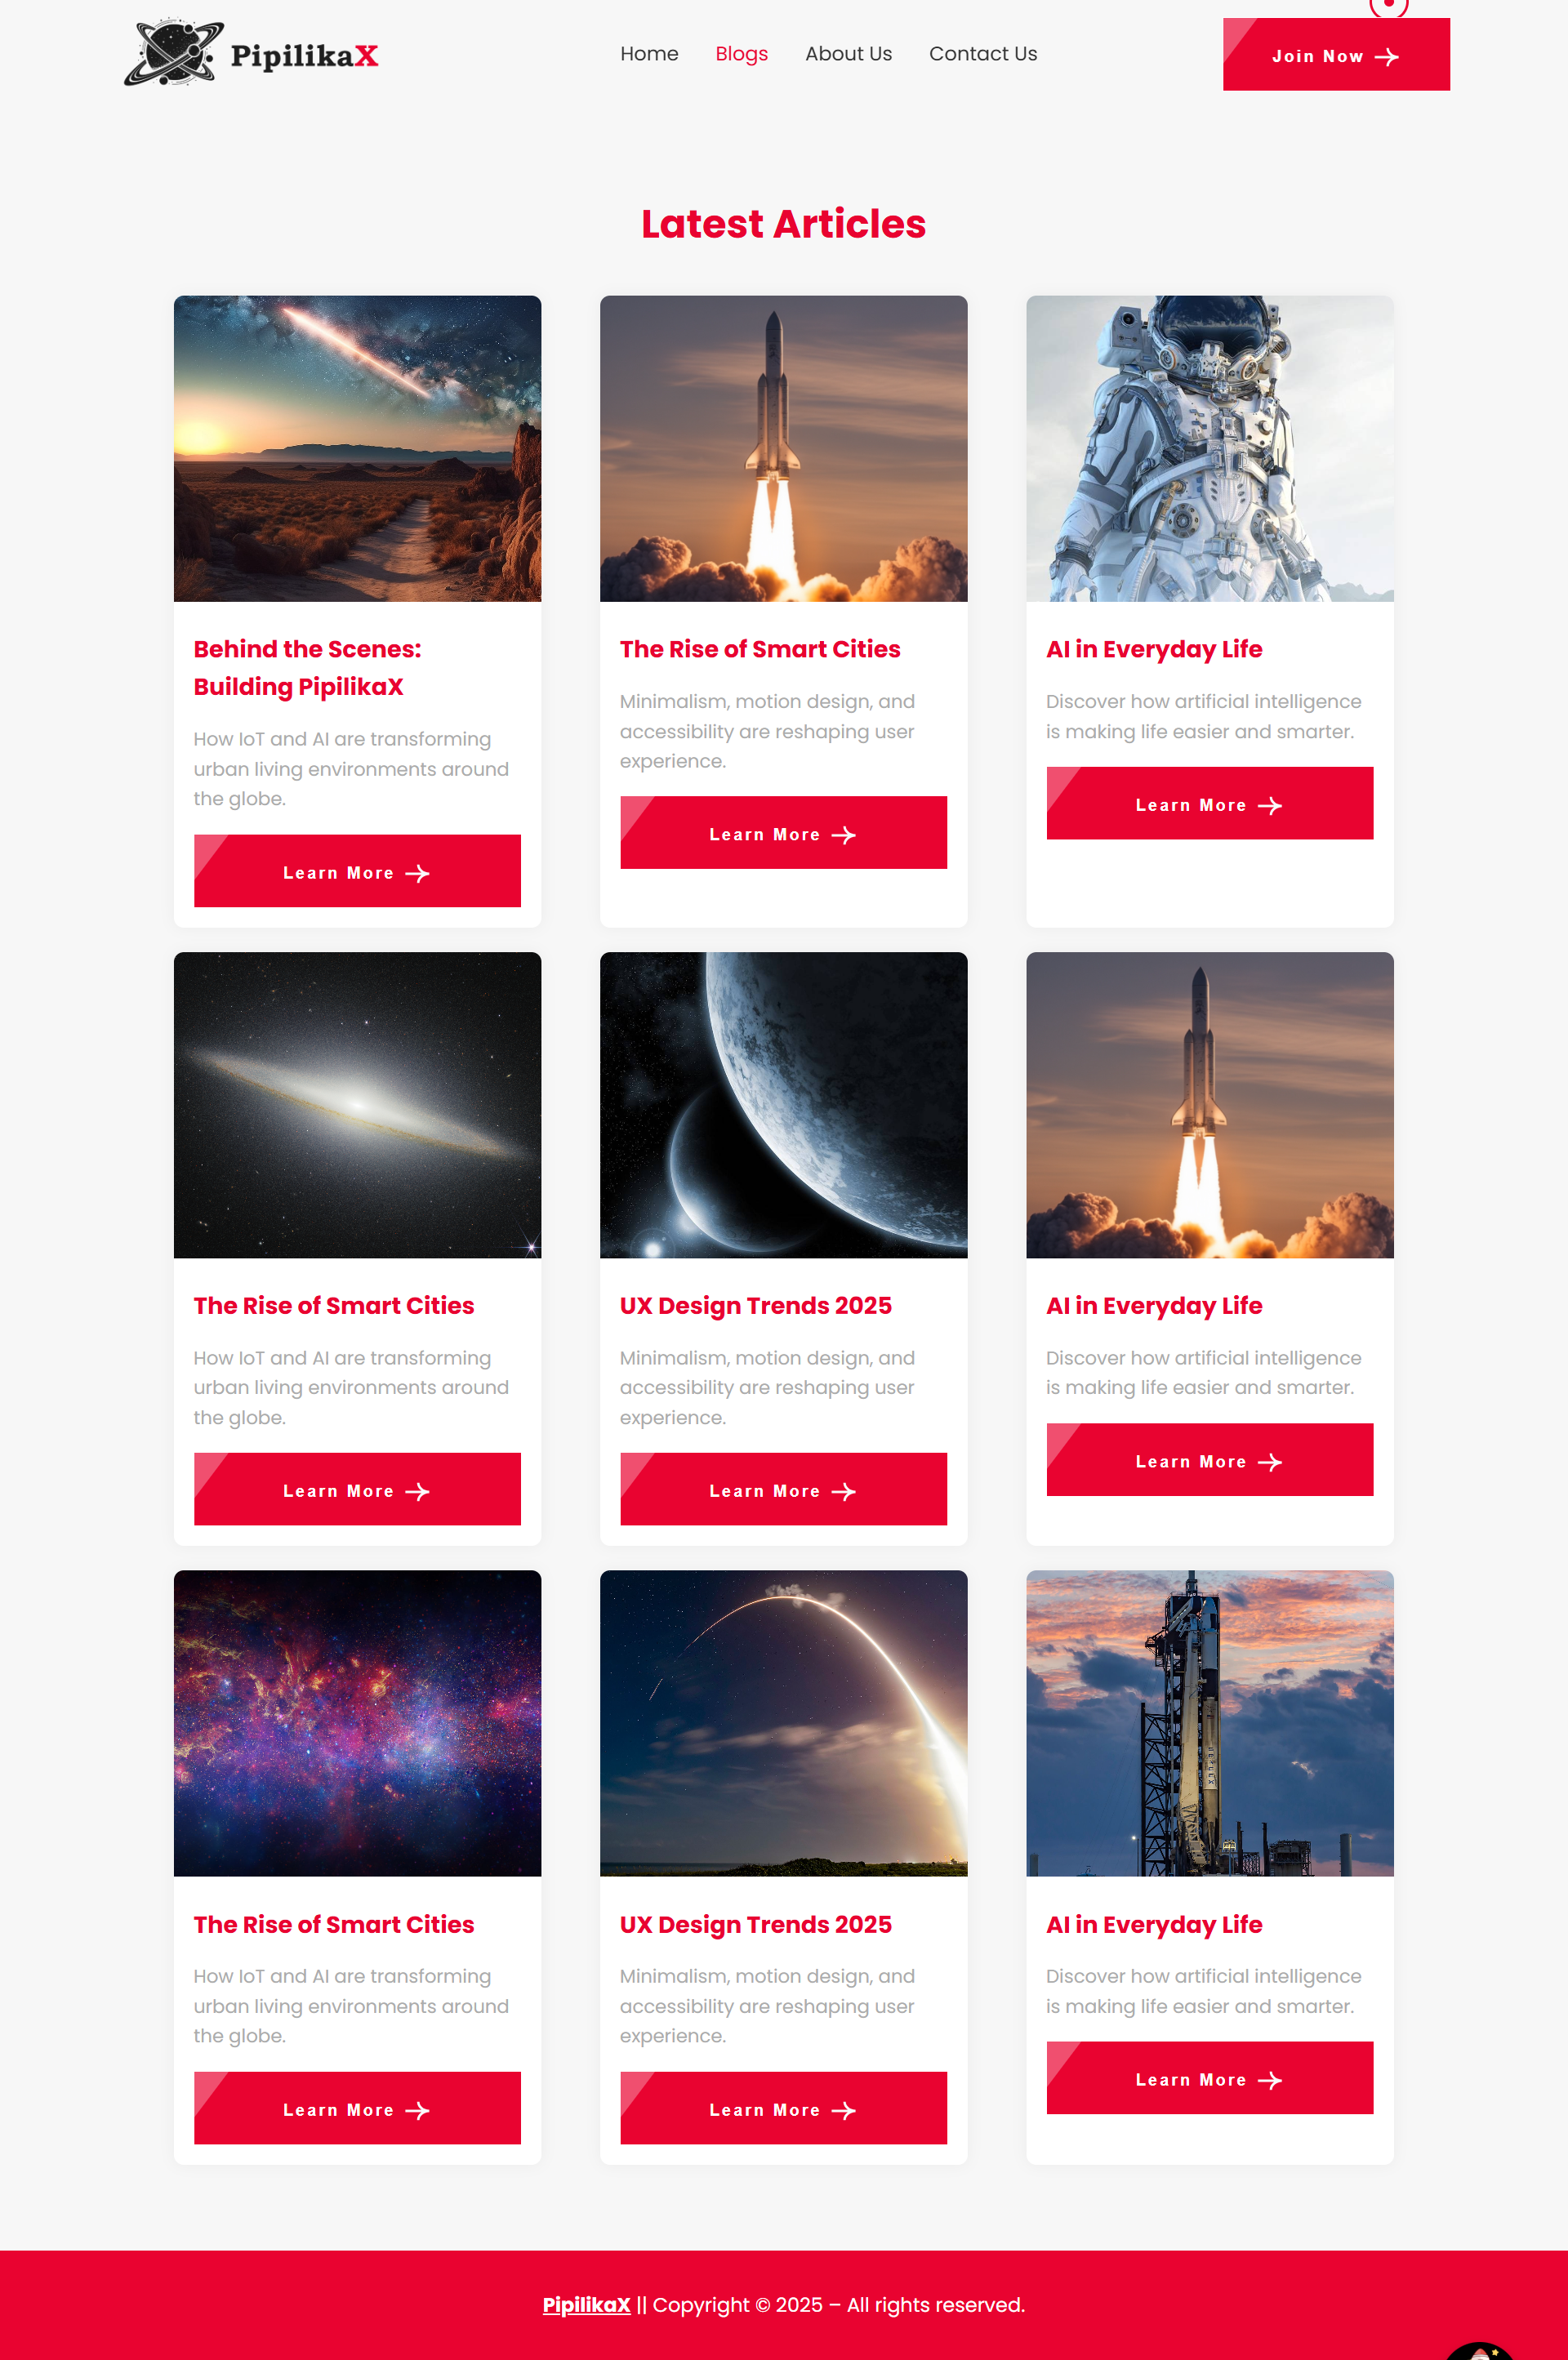 PipilikaX
Home
Blogs
About Us
Contact Us
Join Now
Latest Articles
Behind the Scenes:
Building PipilikaX
How IoT and AI are transforming
urban living environments around
the globe.
Learn More
The Rise of Smart Cities
Minimalism, motion design, and
accessibility are reshaping user
experience.
Learn More
AI in Everyday Life
Discover how artificial intelligence
is making life easier and smarter.
Learn More
The Rise of Smart Cities
How IoT and AI are transforming
urban living environments around
the globe.
Learn More
UX Design Trends 2025
Minimalism, motion design, and
accessibility are reshaping user
experience.
Learn More
AI in Everyday Life
Discover how artificial intelligence
is making life easier and smarter.
Learn More
The Rise of Smart Cities
How IoT and AI are transforming
urban living environments around
the globe.
Learn More
UX Design Trends 2025
Minimalism, motion design, and
accessibility are reshaping user
experience.
Learn More
AI in Everyday Life
Discover how artificial intelligence
is making life easier and smarter.
Learn More
PipilikaX || Copyright © 2025 – All rights reserved.